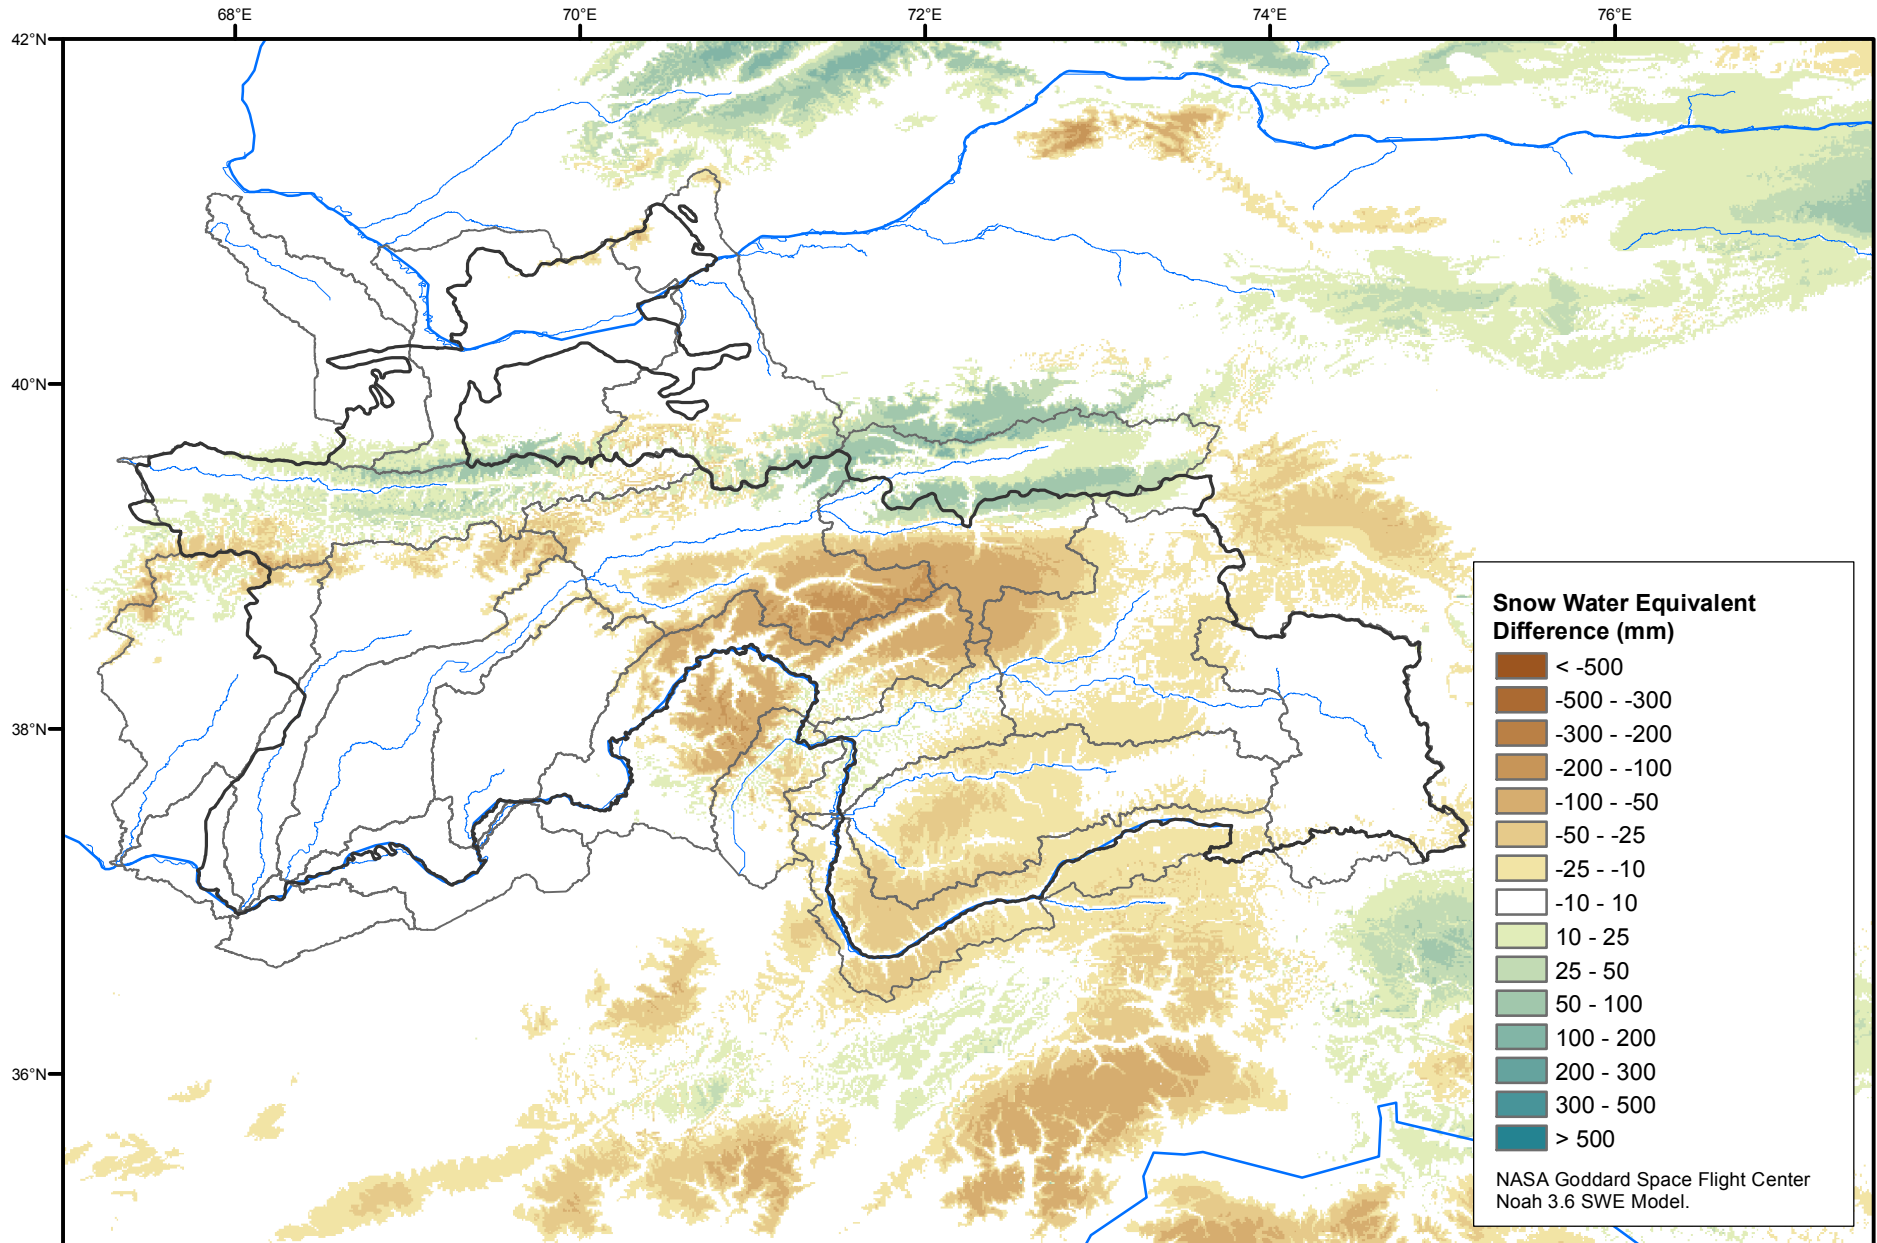 68°E 70°E 72°E 74°E 76°E
42°N
40°N
38°N
36°N
Snow Water Equivalent
Difference (mm)
< -500
-500 - -300
-300 - -200
-200 - -100
-100 - -50
-50 - -25
-25 - -10
-10 - 10
10 - 25
25 - 50
50 - 100
100 - 200
200 - 300
300 - 500
> 500
NASA Goddard Space Flight Center
Noah 3.6 SWE Model.